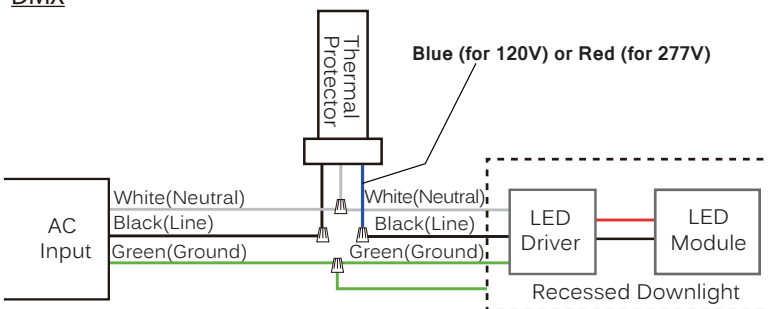 DMX
Thermal
Protector
Blue (for 120V) or Red (for 277V)
White(Neutral)
White(Neutral)
Black(Line)
Black(Line)
Green(Ground)
Green(Ground)
AC
Input
LED
Driver
LED
Module
Recessed Downlight